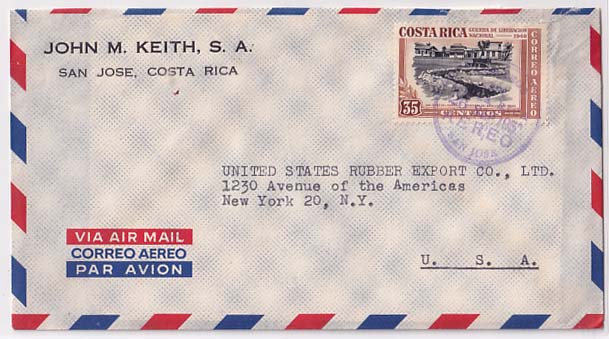 JOHN M. KEITH, S. A.
SAN JOSE, COSTA RICA
COSTA RICA
GUERRA DE LIBERACION
NACIONAL 1948
CORREO AEREO
35
CENTIMOS
AEREO
SAN JOSE
UNITED STATES RUBBER EXPORT CO., LTD.
1230 Avenue of the Americas
New York 20, N.Y.
U. S. A.
VIA AIR MAIL
CORREO AEREO
PAR AVION